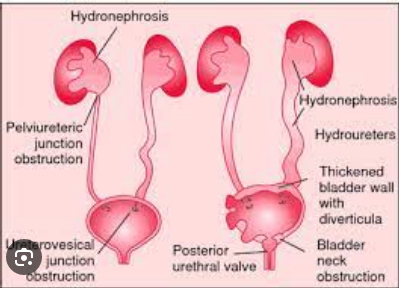 Hydronephrosis
Hydronephrosis
Pelviureteric
junction
obstruction
Hydroureters
Thickened
bladder wall
with
diverticula
Ureterovesical
junction
obstruction
Posterior
urethral valve
Bladder
neck
obstruction